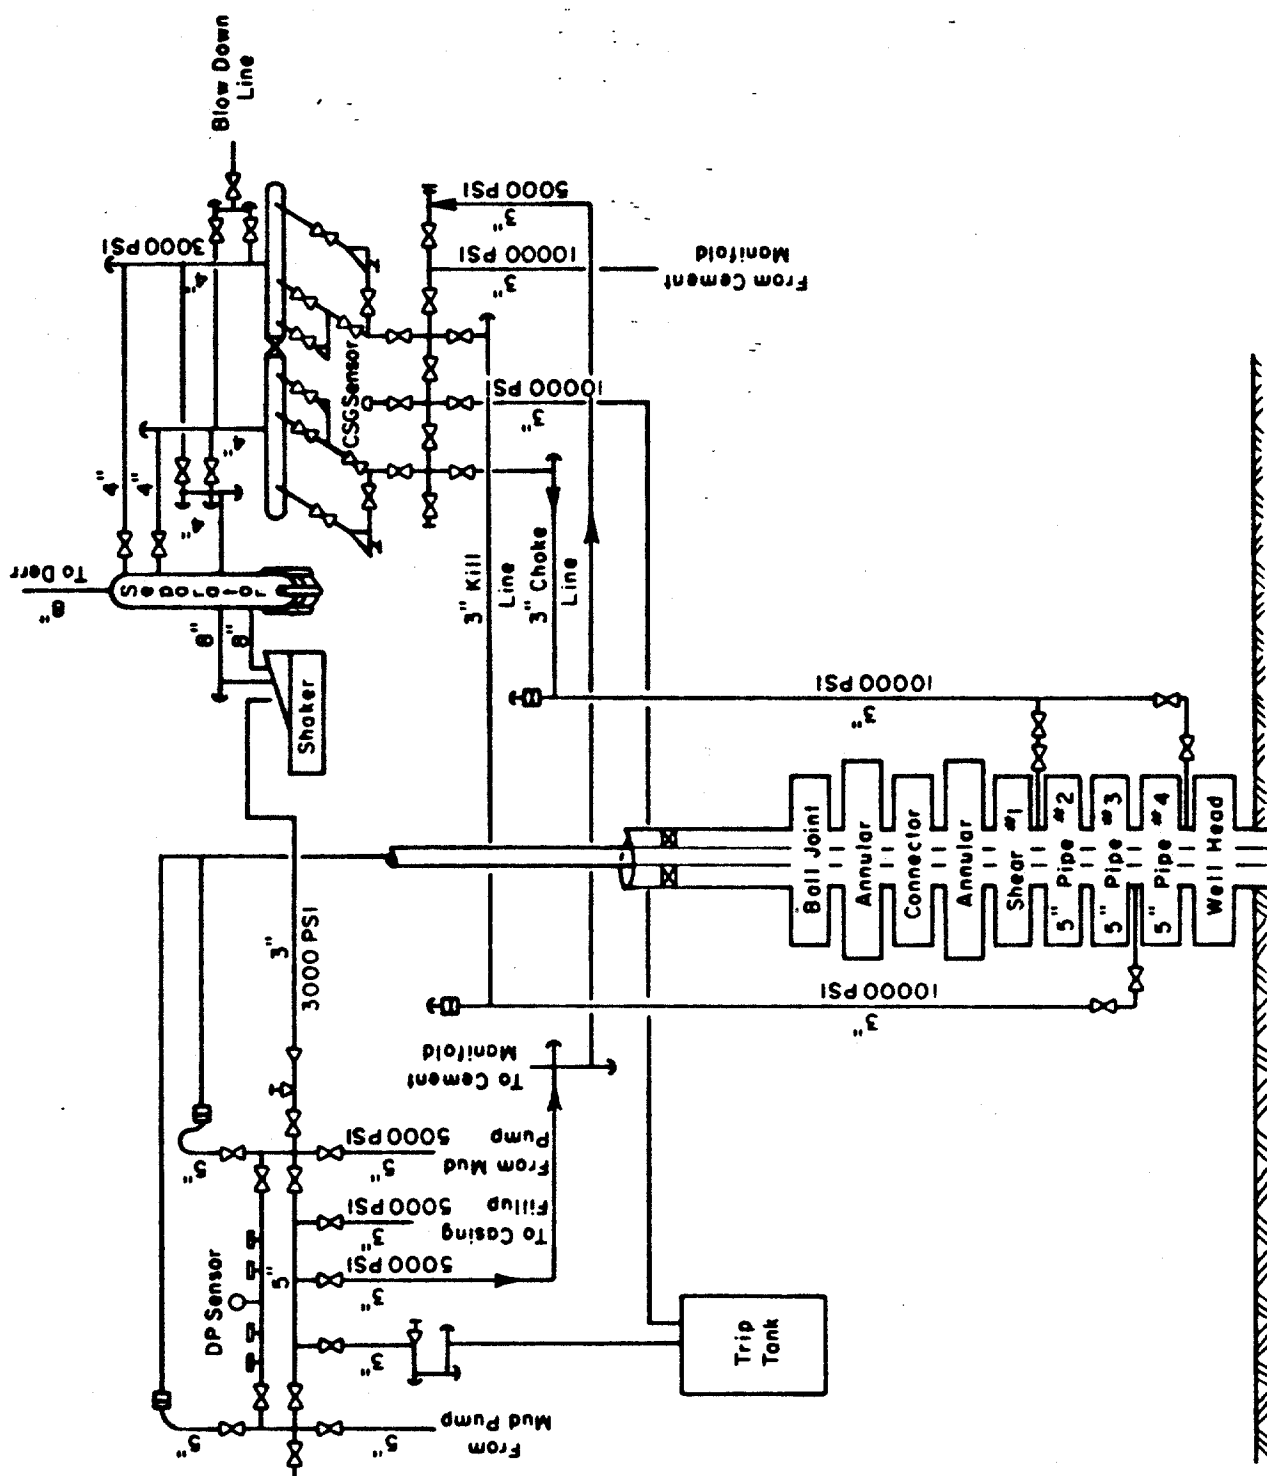 Blow Down
Line
3000 PSI
4"
4"
4"
4"
4"
To Derr
8"
Separator
8"
8"
Shaker
CSG Sensor
5000 PSI
3"
10000 PSI
3"
From Cement
Manifold
10000 PSI
3"
3" Kill
Line
3" Choke
Line
10000 PSI
3"
Ball Joint
Annular
Connector
Annular
Shear #1
5" Pipe #2
5" Pipe #3
5" Pipe #4
Well Head
10000 PSI
3"
3"
3000 PSI
To Cement
Manifold
5"
5000 PSI
5"
From Mud
Pump
5000 PSI
3"
To Casing
Fillup
5000 PSI
3"
DP Sensor
5"
3"
Trip
Tank
5"
5"
From
Mud Pump